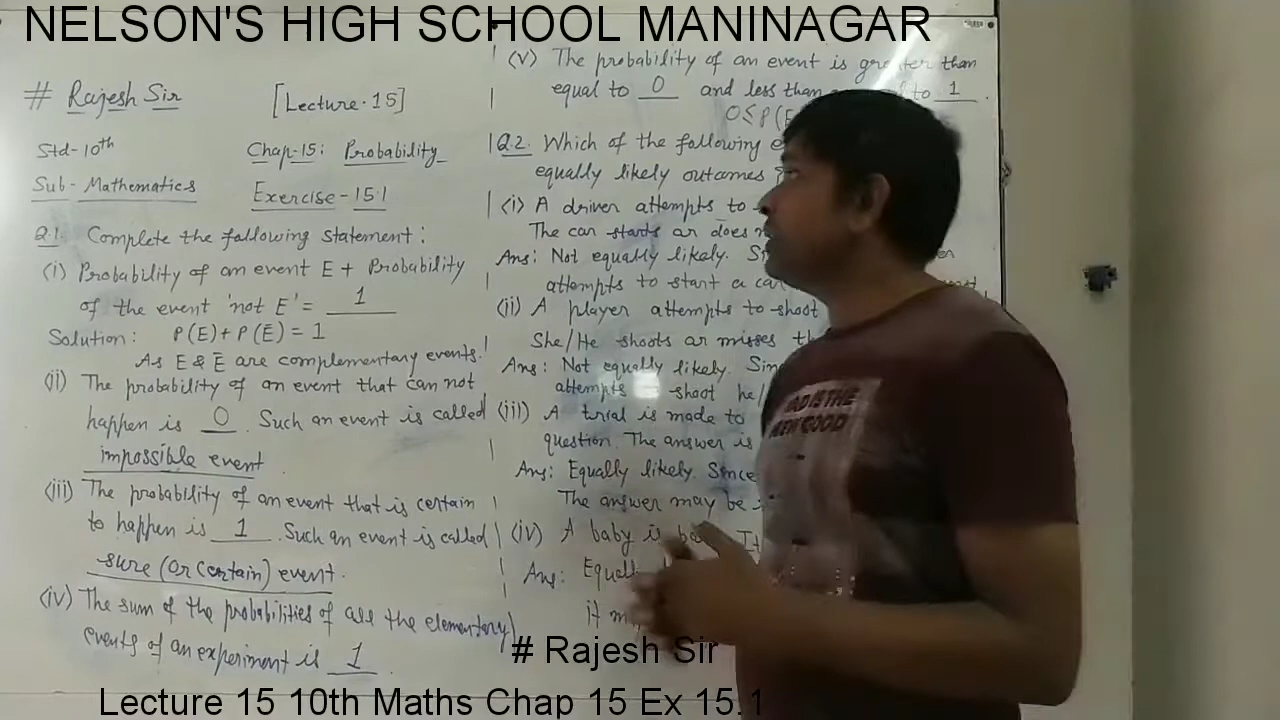 NELSON'S HIGH SCHOOL MANINAGAR
# Rajesh Sir [Lecture·15]
Std-10th Chap-15: Probability
Sub- Mathematics Exercise-15.1
Q.1. Complete the following statement:
(i) Probability of an event E + Probability
of the event 'not E' = 1
Solution: P(E)+P(E̅) = 1
As E & E̅ are complementary events.
(ii) The probability of an event that can not
happen is 0. Such an event is called
impossible event.
(iii) The probability of an event that is certain
to happen is 1. Such an event is called
sure (or certain) event.
(iv) The sum of the probabilities of all the elementary
events of an experiment is 1.
(v) The probability of an event is greater than
equal to 0 and less than to 1.
0≤P(E
Q.2. Which of the following
equally likely outcomes
(i) A driver attempts to
The car starts or does
Ans: Not equally likely.
attempts to start a car
(ii) A player attempts to shoot
She/He shoots or misses
Ans: Not equally likely. Since
attempts to shoot he/
(iii) A trial is made to
question. The answer is
Ans: Equally likely. Since
The answer may be
(iv) A baby is It
Ans:
it
THE
# Rajesh Sir
Lecture 15 10th Maths Chap 15 Ex 15.1